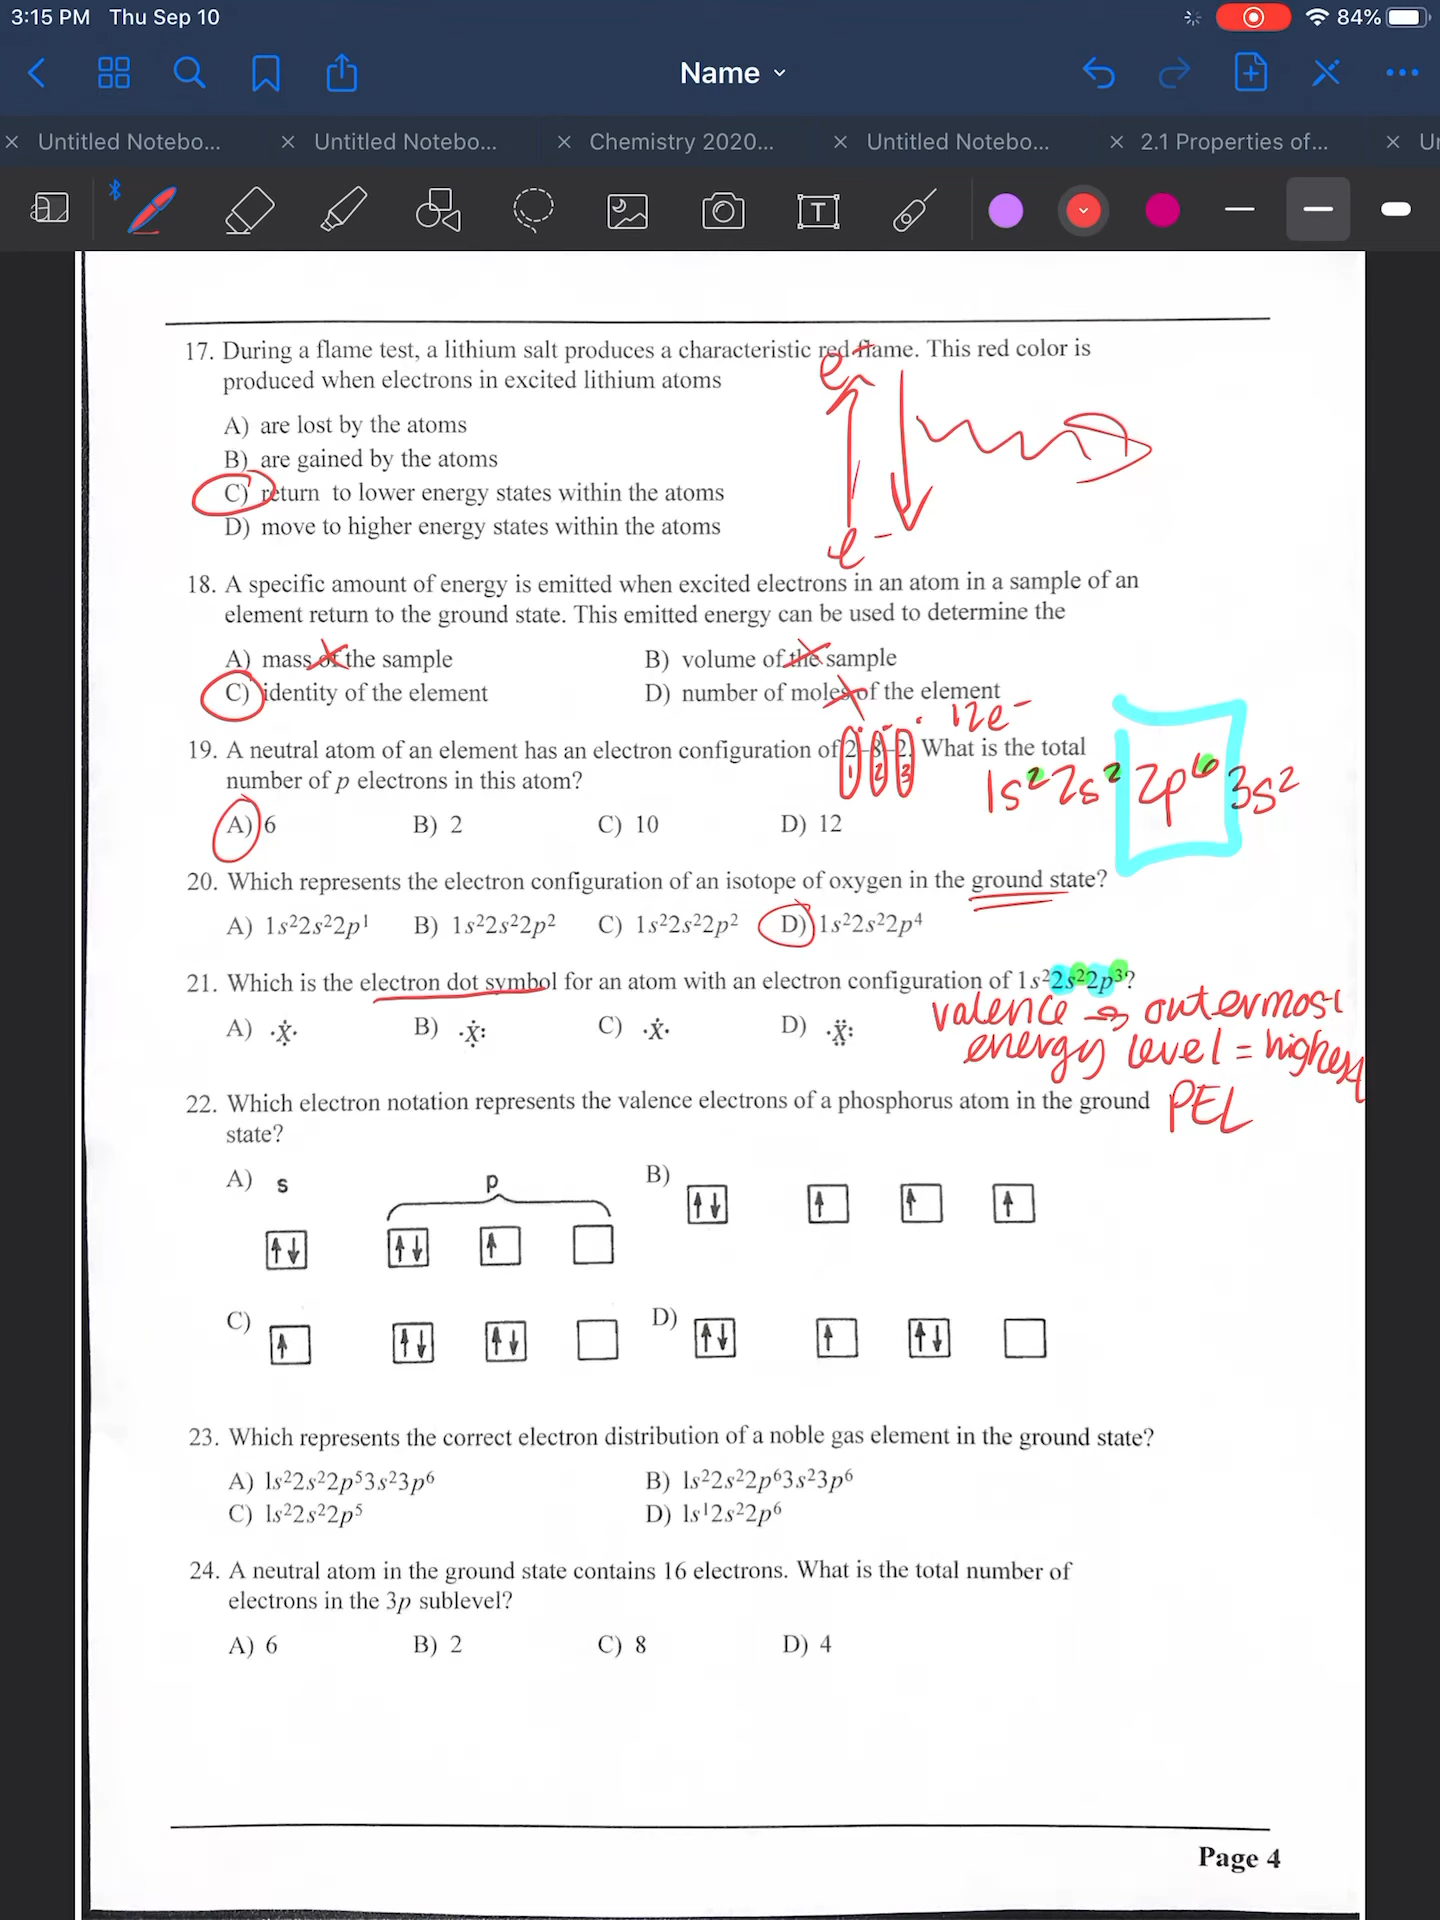 3:15 PM Thu Sep 10
84%
Name
Untitled Notebo...
Untitled Notebo...
Chemistry 2020...
Untitled Notebo...
2.1 Properties of...
Ur
17. During a flame test, a lithium salt produces a characteristic red flame. This red color is
produced when electrons in excited lithium atoms
e⁻
A) are lost by the atoms
B) are gained by the atoms
C) return to lower energy states within the atoms
D) move to higher energy states within the atoms
e⁻
18. A specific amount of energy is emitted when excited electrons in an atom in a sample of an
element return to the ground state. This emitted energy can be used to determine the
A) mass of the sample B) volume of the sample
C) identity of the element D) number of moles of the element
12e⁻
19. A neutral atom of an element has an electron configuration of 2–8–2. What is the total
1 2 3
number of p electrons in this atom?
1s² 2s² 2p⁶ 3s²
A) 6 B) 2 C) 10 D) 12
20. Which represents the electron configuration of an isotope of oxygen in the ground state?
A) 1s²2s²2p¹ B) 1s²2s²2p² C) 1s²2s²2p² D) 1s²2s²2p⁴
21. Which is the electron dot symbol for an atom with an electron configuration of 1s²2s²2p³?
valence → outermost
A) ·X· B) ·X: C) ·X· D) ·X:
energy level = highest
PEL
22. Which electron notation represents the valence electrons of a phosphorus atom in the ground
state?
A) s p B)
↑↓ ↑ ↑ ↑
↑↓ ↑↓ ↑
C) D)
↑ ↑↓ ↑↓ ↑↓ ↑ ↑↓
23. Which represents the correct electron distribution of a noble gas element in the ground state?
A) 1s²2s²2p⁵3s²3p⁶ B) 1s²2s²2p⁶3s²3p⁶
C) 1s²2s²2p⁵ D) 1s¹2s²2p⁶
24. A neutral atom in the ground state contains 16 electrons. What is the total number of
electrons in the 3p sublevel?
A) 6 B) 2 C) 8 D) 4
Page 4